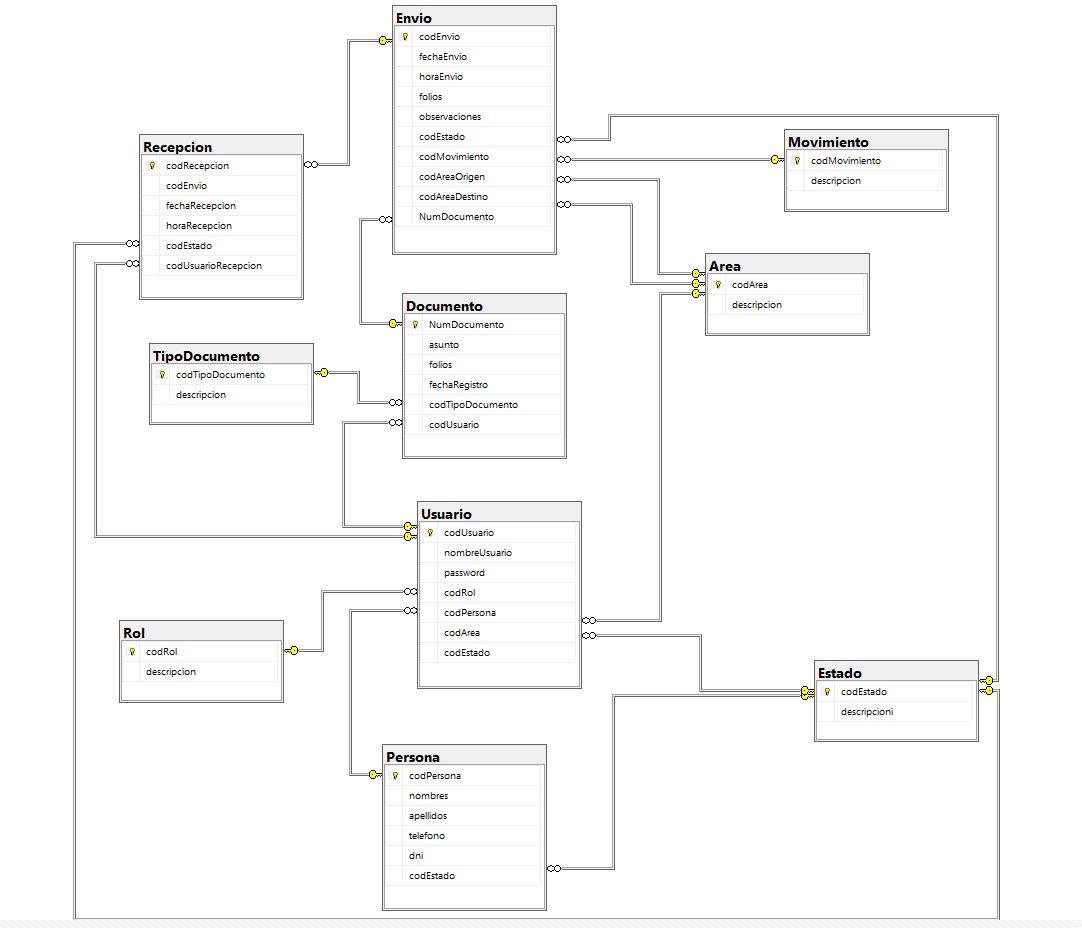 Envio
codEnvio
fechaEnvio
horaEnvio
folios
observaciones
codEstado
codMovimiento
codAreaOrigen
codAreaDestino
NumDocumento
Movimiento
codMovimiento
descripcion
Recepcion
codRecepcion
codEnvio
fechaRecepcion
horaRecepcion
codEstado
codUsuarioRecepcion
Area
codArea
descripcion
Documento
NumDocumento
asunto
folios
fechaRegistro
codTipoDocumento
codUsuario
TipoDocumento
codTipoDocumento
descripcion
Usuario
codUsuario
nombreUsuario
password
codRol
codPersona
codArea
codEstado
Rol
codRol
descripcion
Estado
codEstado
descripcioni
Persona
codPersona
nombres
apellidos
telefono
dni
codEstado